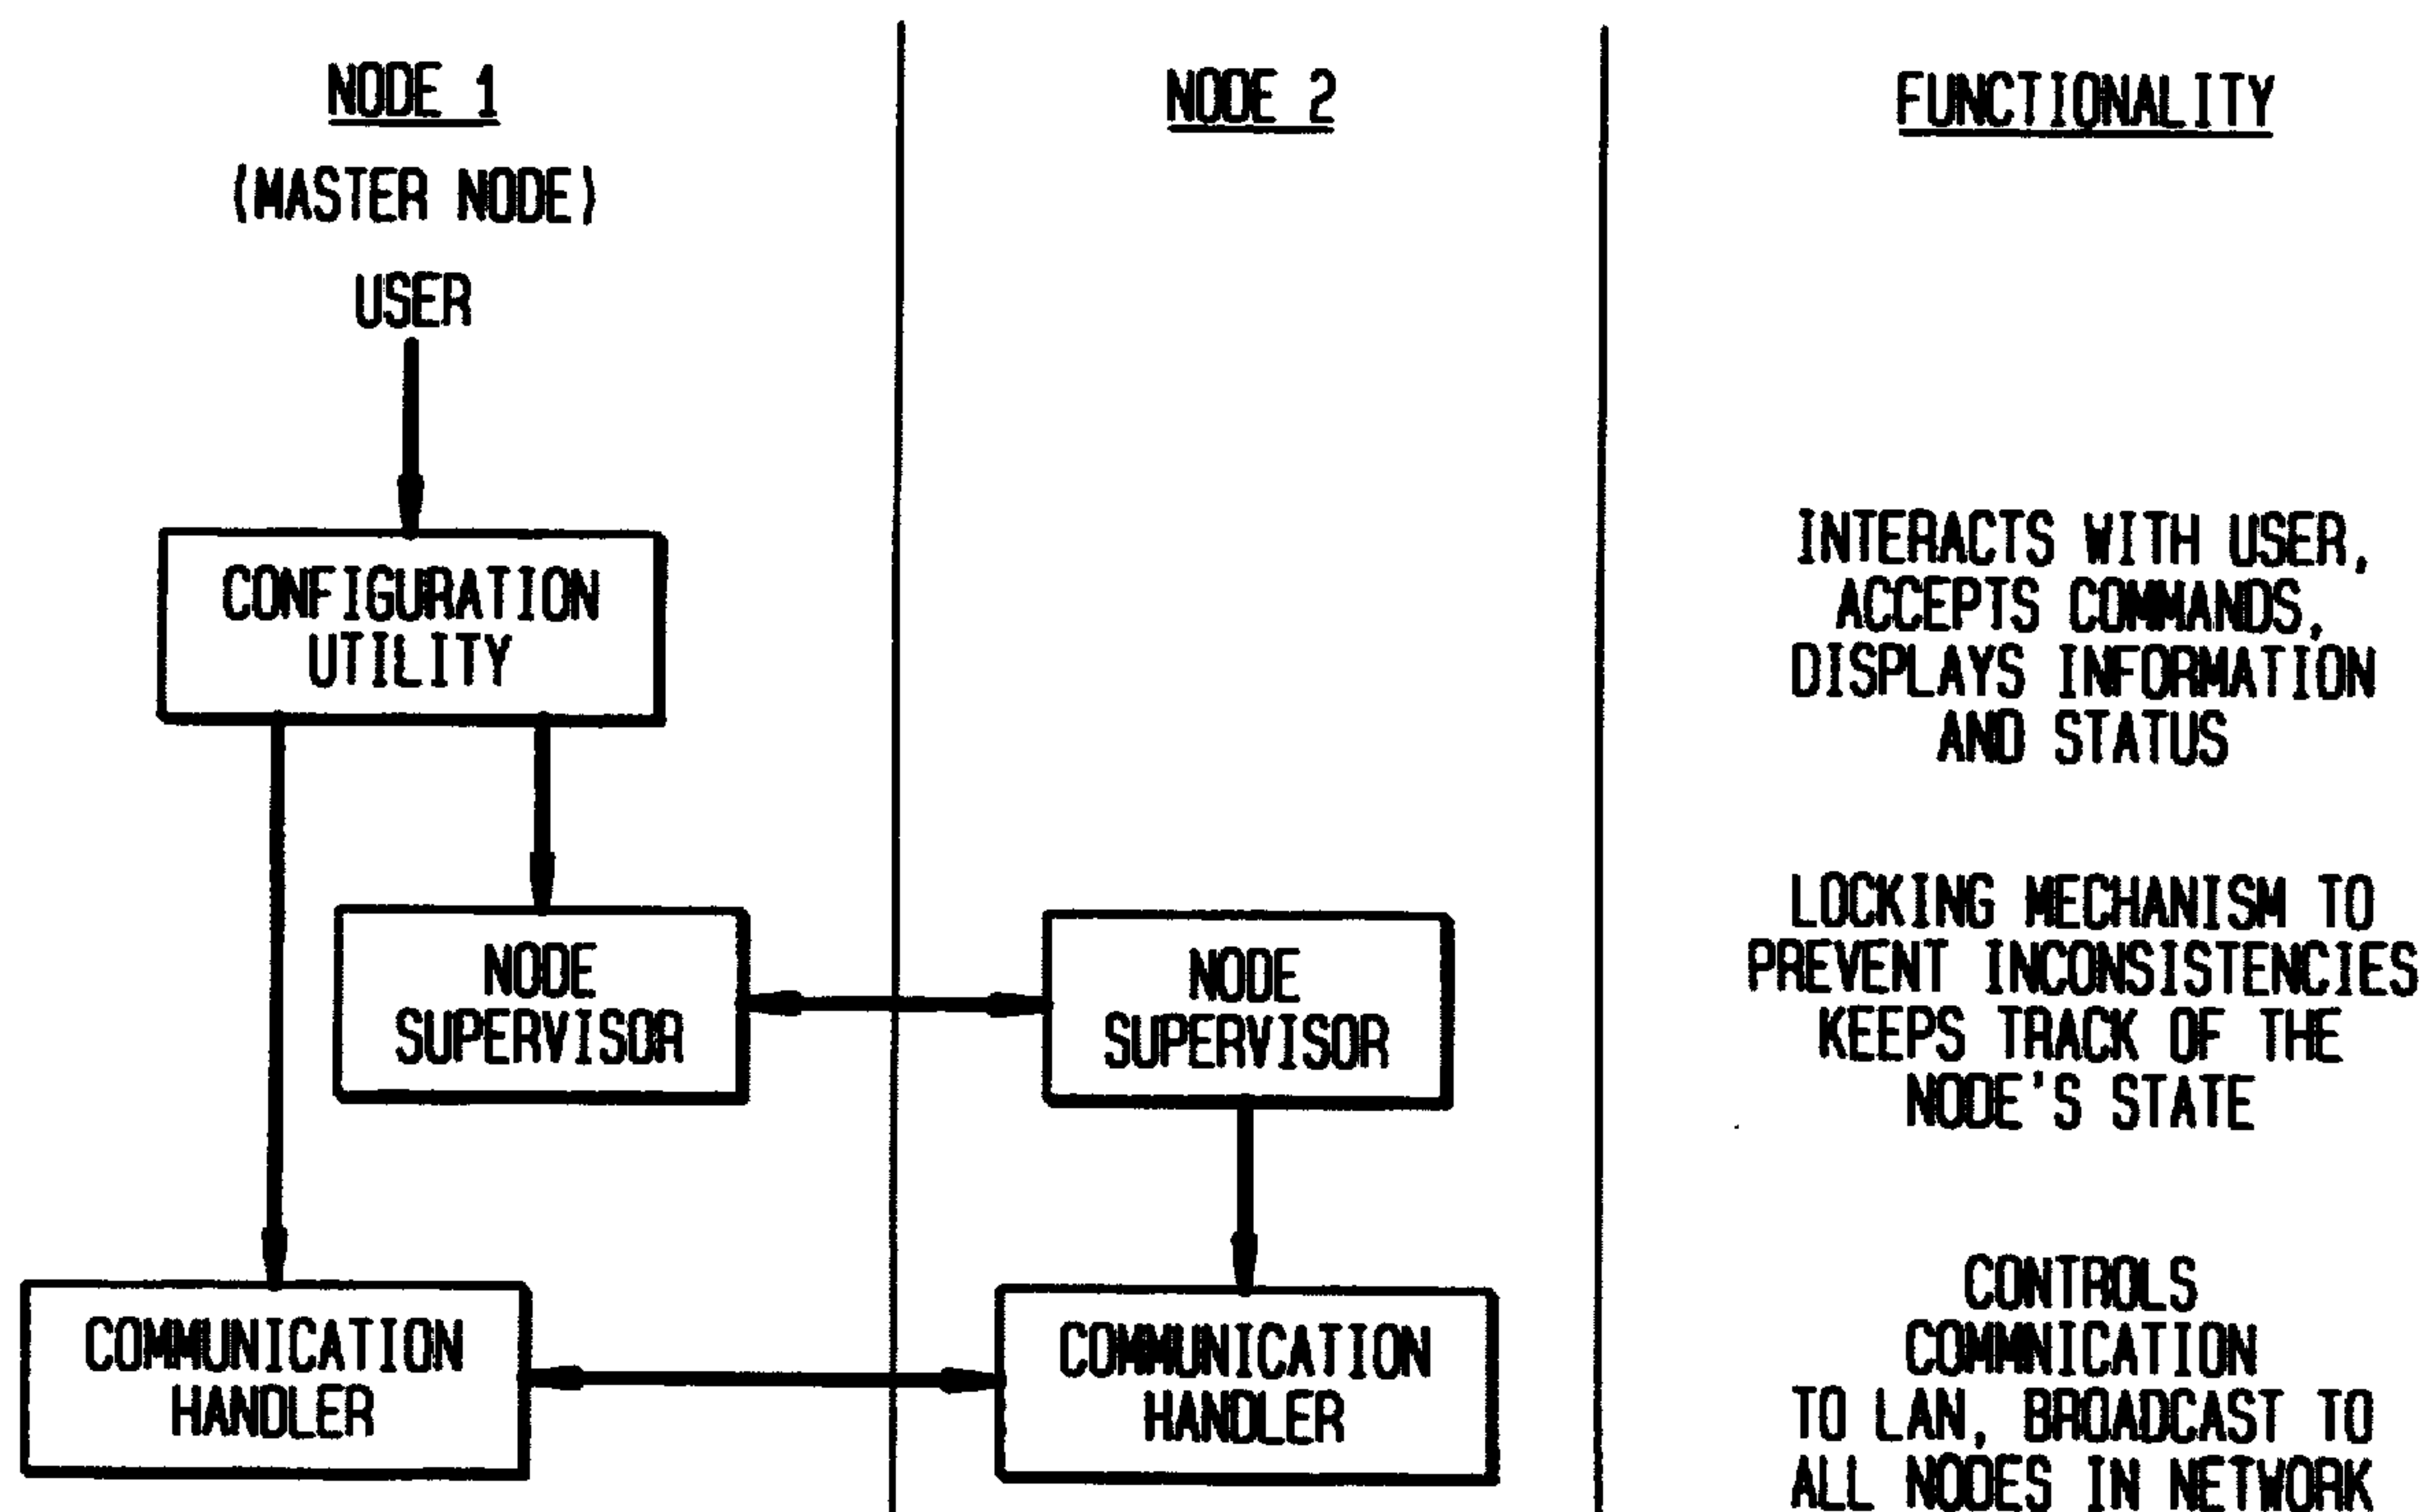 NODE 1
(MASTER NODE)
USER
CONFIGURATION
UTILITY
NODE
SUPERVISOR
COMMUNICATION
HANDLER
NODE 2
NODE
SUPERVISOR
COMMUNICATION
HANDLER
FUNCTIONALITY
INTERACTS WITH USER,
ACCEPTS COMMANDS,
DISPLAYS INFORMATION
AND STATUS
LOCKING MECHANISM TO
PREVENT INCONSISTENCIES
KEEPS TRACK OF THE
NODE'S STATE
CONTROLS
COMMNICATION
TO LAN, BROADCAST TO
ALL NODES IN NETWORK